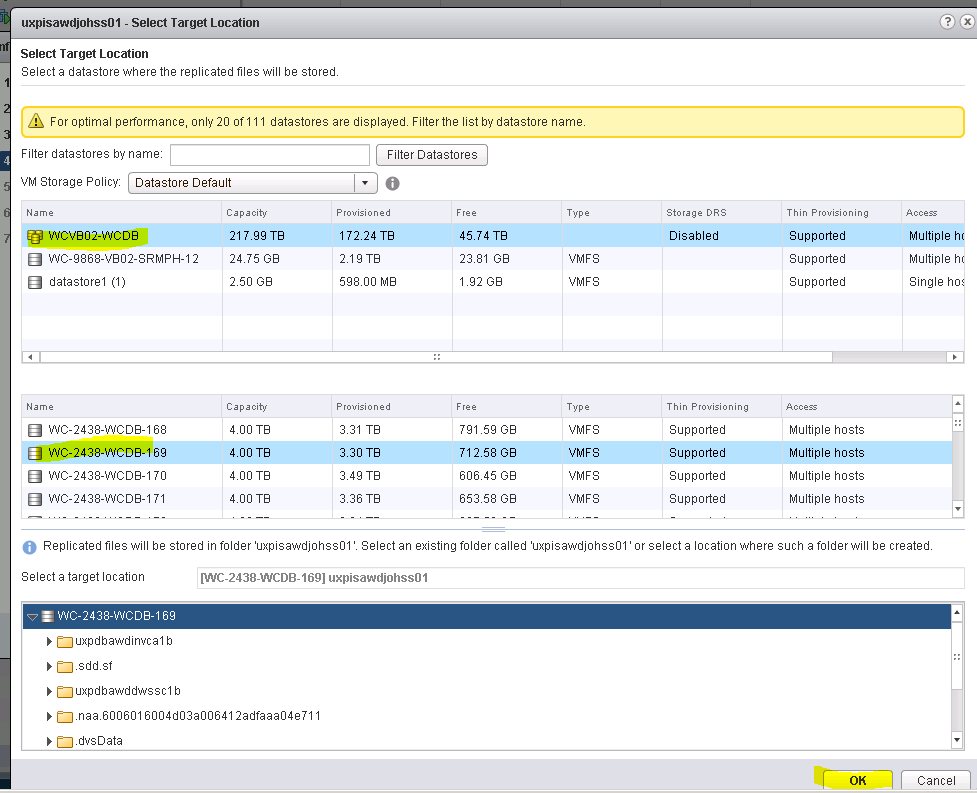 uxpisawdjohss01 - Select Target Location
Select Target Location
Select a datastore where the replicated files will be stored.
For optimal performance, only 20 of 111 datastores are displayed. Filter the list by datastore name.
Filter datastores by name: Filter Datastores
VM Storage Policy: Datastore Default
Name Capacity Provisioned Free Type Storage DRS Thin Provisioning Access
WCVB02-WCDB 217.99 TB 172.24 TB 45.74 TB Disabled Supported Multiple ho
WC-9868-VB02-SRMPH-12 24.75 GB 2.19 TB 23.81 GB VMFS Supported Multiple ho
datastore1 (1) 2.50 GB 598.00 MB 1.92 GB VMFS Supported Single hos
Name Capacity Provisioned Free Type Thin Provisioning Access
WC-2438-WCDB-168 4.00 TB 3.31 TB 791.59 GB VMFS Supported Multiple hosts
WC-2438-WCDB-169 4.00 TB 3.30 TB 712.58 GB VMFS Supported Multiple hosts
WC-2438-WCDB-170 4.00 TB 3.49 TB 606.45 GB VMFS Supported Multiple hosts
WC-2438-WCDB-171 4.00 TB 3.36 TB 653.58 GB VMFS Supported Multiple hosts
Replicated files will be stored in folder 'uxpisawdjohss01'. Select an existing folder called 'uxpisawdjohss01' or select a location where such a folder will be created.
Select a target location [WC-2438-WCDB-169] uxpisawdjohss01
WC-2438-WCDB-169
uxpdbawdinvca1b
.sdd.sf
uxpdbawddwssc1b
.naa.6006016004d03a006412adfaaa04e711
.dvsData
OK Cancel